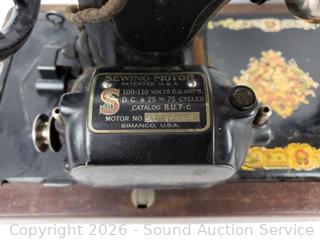 SEWING-MOTOR
PATENTED U.S.A.
S
100-110 VOLTS 0.6 AMP'S.
D.C. & 25 TO 75 CYCLES
CATALOG B.U.7-C
MOTOR NO
SIMANCO, U.S.A.
Copyright © 2026 - Sound Auction Service